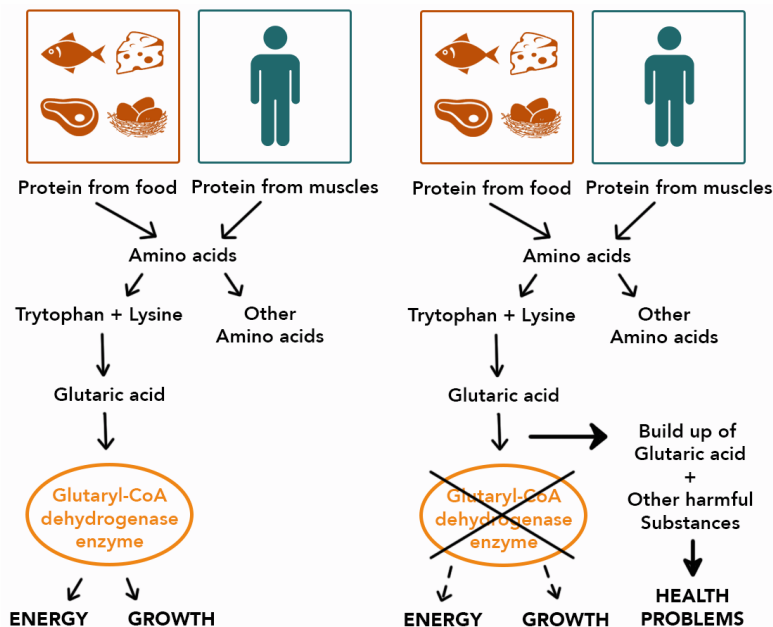 Protein from food
Protein from muscles
Amino acids
Trytophan + Lysine
Other
Amino acids
Glutaric acid
Glutaryl-CoA
dehydrogenase
enzyme
ENERGY
GROWTH
Protein from food
Protein from muscles
Amino acids
Trytophan + Lysine
Other
Amino acids
Glutaric acid
Build up of
Glutaric acid
+
Other harmful
Substances
Glutaryl-CoA
dehydrogenase
enzyme
ENERGY
GROWTH
HEALTH
PROBLEMS